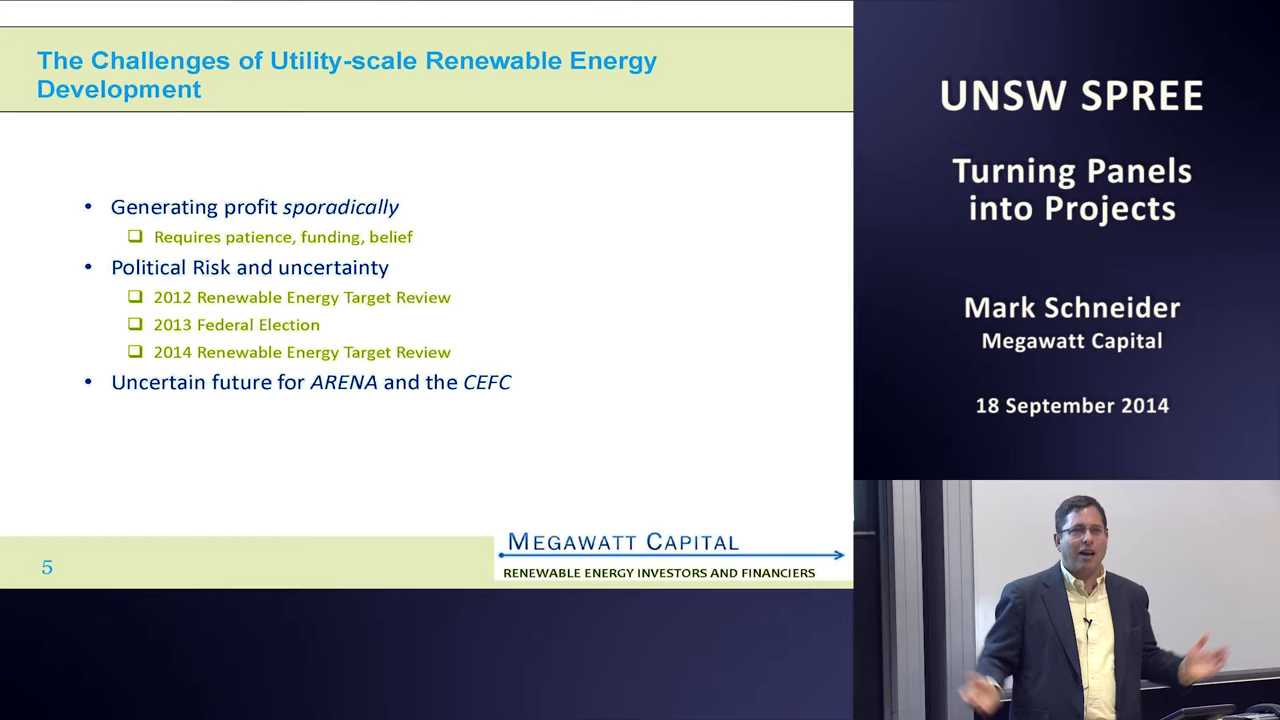 The Challenges of Utility-scale Renewable Energy
Development
• Generating profit sporadically
❑ Requires patience, funding, belief
• Political Risk and uncertainty
❑ 2012 Renewable Energy Target Review
❑ 2013 Federal Election
❑ 2014 Renewable Energy Target Review
• Uncertain future for ARENA and the CEFC
5
MEGAWATT CAPITAL
RENEWABLE ENERGY INVESTORS AND FINANCIERS
UNSW SPREE
Turning Panels
into Projects
Mark Schneider
Megawatt Capital
18 September 2014